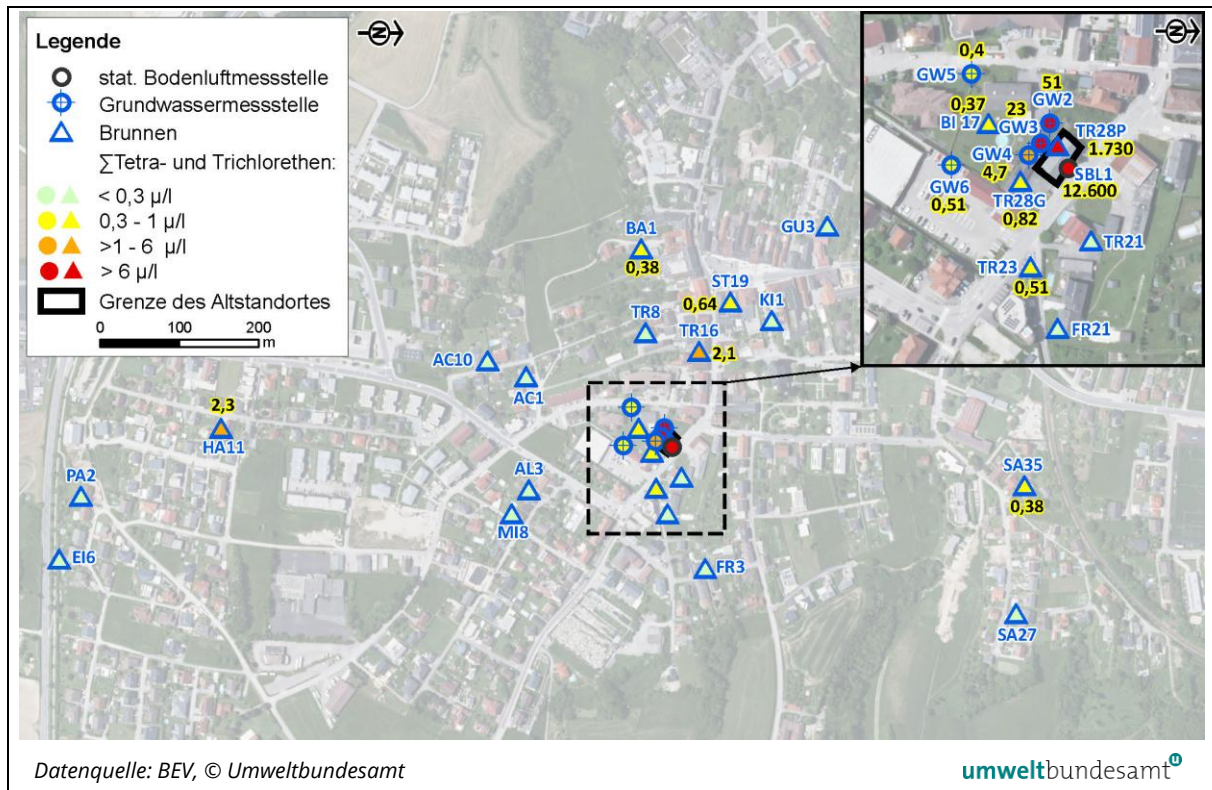 Legende
stat. Bodenluftmessstelle
Grundwassermessstelle
Brunnen
∑Tetra- und Trichlorethen:
< 0,3 µ/l
0,3 - 1 µ/l
>1 - 6 µ/l
> 6 µ/l
Grenze des Altstandortes
0 100 200
m
N
N
0,4
GW5
51
GW2
0,37
23
BI 17
GW3
TR28P
1.730
GW4
4,7
SBL1
12.600
GW6
0,51
TR28G
0,82
TR21
TR23
0,51
FR21
GU3
BA1
0,38
ST19
0,64
KI1
TR8
TR16
2,1
AC10
AC1
2,3
HA11
PA2
AL3
MI8
EI6
FR3
SA35
0,38
SA27
Datenquelle: BEV, © Umweltbundesamt
umweltbundesamt u